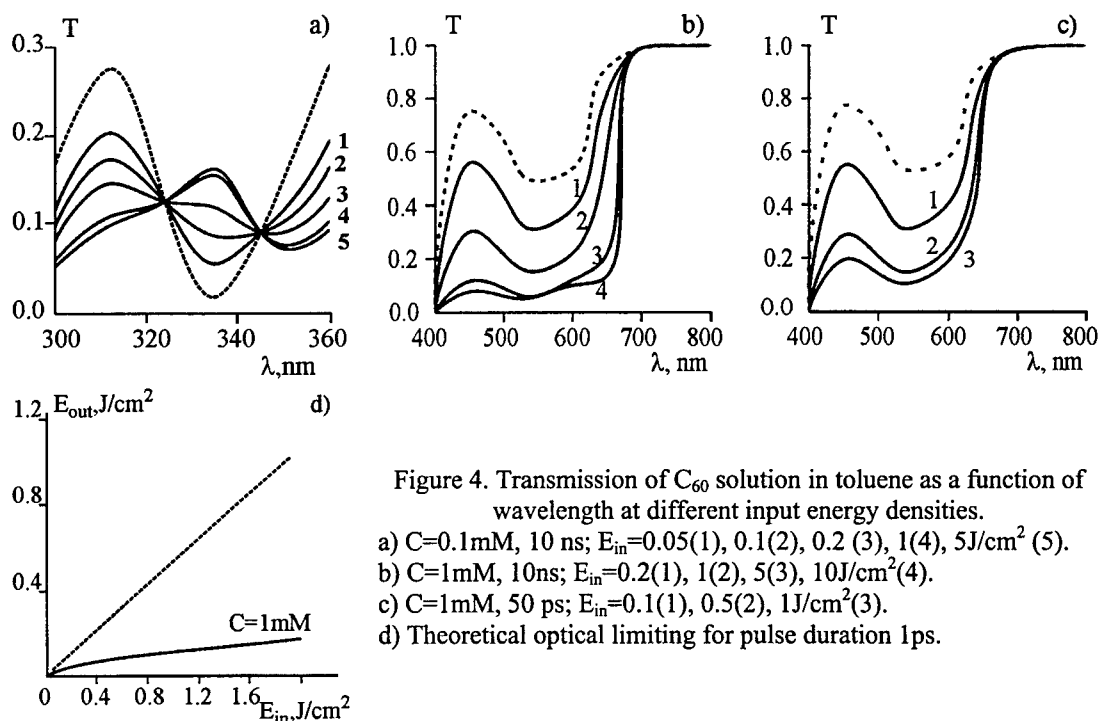 T
a)
0.3
0.2
0.1
0.0
1
2
3
4
5
300
320
340
360
λ,nm
T
b)
1.0
0.8
0.6
0.4
0.2
0.0
1
2
3
4
400
500
600
700
800
λ, nm
T
c)
1.0
0.8
0.6
0.4
0.2
0.0
1
2
3
400
500
600
700
800
λ, nm
E_out,J/cm²
d)
1.2
0.8
0.4
C=1mM
0
0.4
0.8
1.2
1.6
E_in,J/cm²
Figure 4. Transmission of C₆₀ solution in toluene as a function of
wavelength at different input energy densities.
a) C=0.1mM, 10 ns; E_in=0.05(1), 0.1(2), 0.2 (3), 1(4), 5J/cm² (5).
b) C=1mM, 10ns; E_in=0.2(1), 1(2), 5(3), 10J/cm²(4).
c) C=1mM, 50 ps; E_in=0.1(1), 0.5(2), 1J/cm²(3).
d) Theoretical optical limiting for pulse duration 1ps.